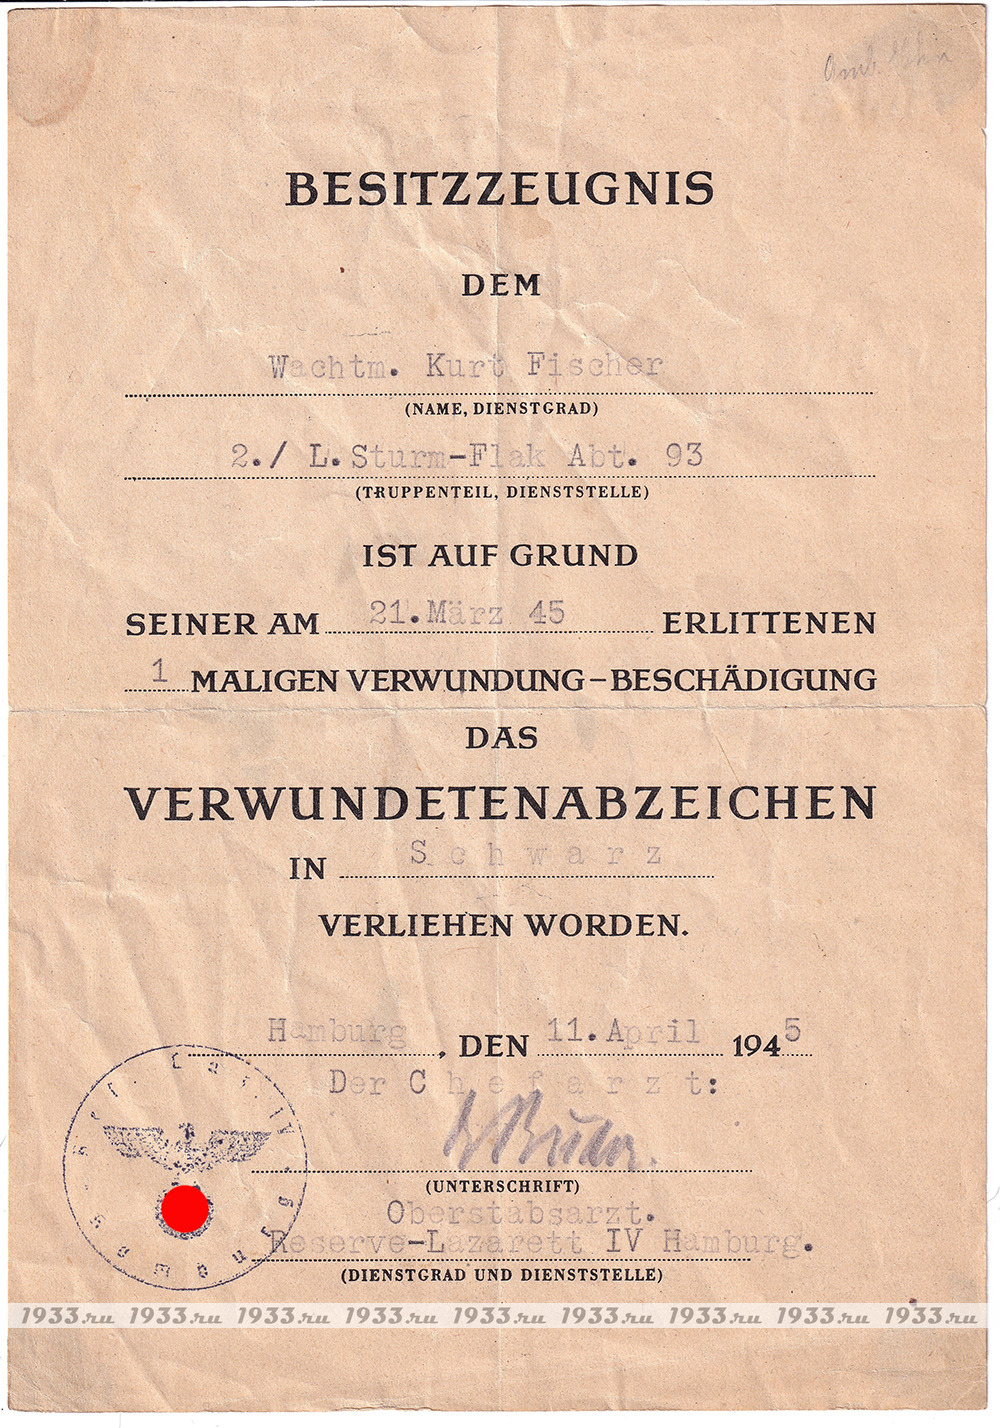 BESITZZEUGNIS
DEM
Wachtm. Kurt Fischer
(NAME, DIENSTGRAD)
2./ L.Sturm-Flak Abt. 93
(TRUPPENTEIL, DIENSTSTELLE)
IST AUF GRUND
SEINER AM 21.März 45 ERLITTENEN
1 MALIGEN VERWUNDUNG–BESCHÄDIGUNG
DAS
VERWUNDETENABZEICHEN
IN Schwarz
VERLIEHEN WORDEN.
Hamburg, DEN 11.April 1945
Der Chefarzt:
(UNTERSCHRIFT)
Oberstabsarzt.
Reserve-Lazarett IV Hamburg.
(DIENSTGRAD UND DIENSTSTELLE)
1933.ru 1933.ru 1933.ru 1933.ru 1933.ru 1933.ru 1933.ru 1933.ru 1933.ru